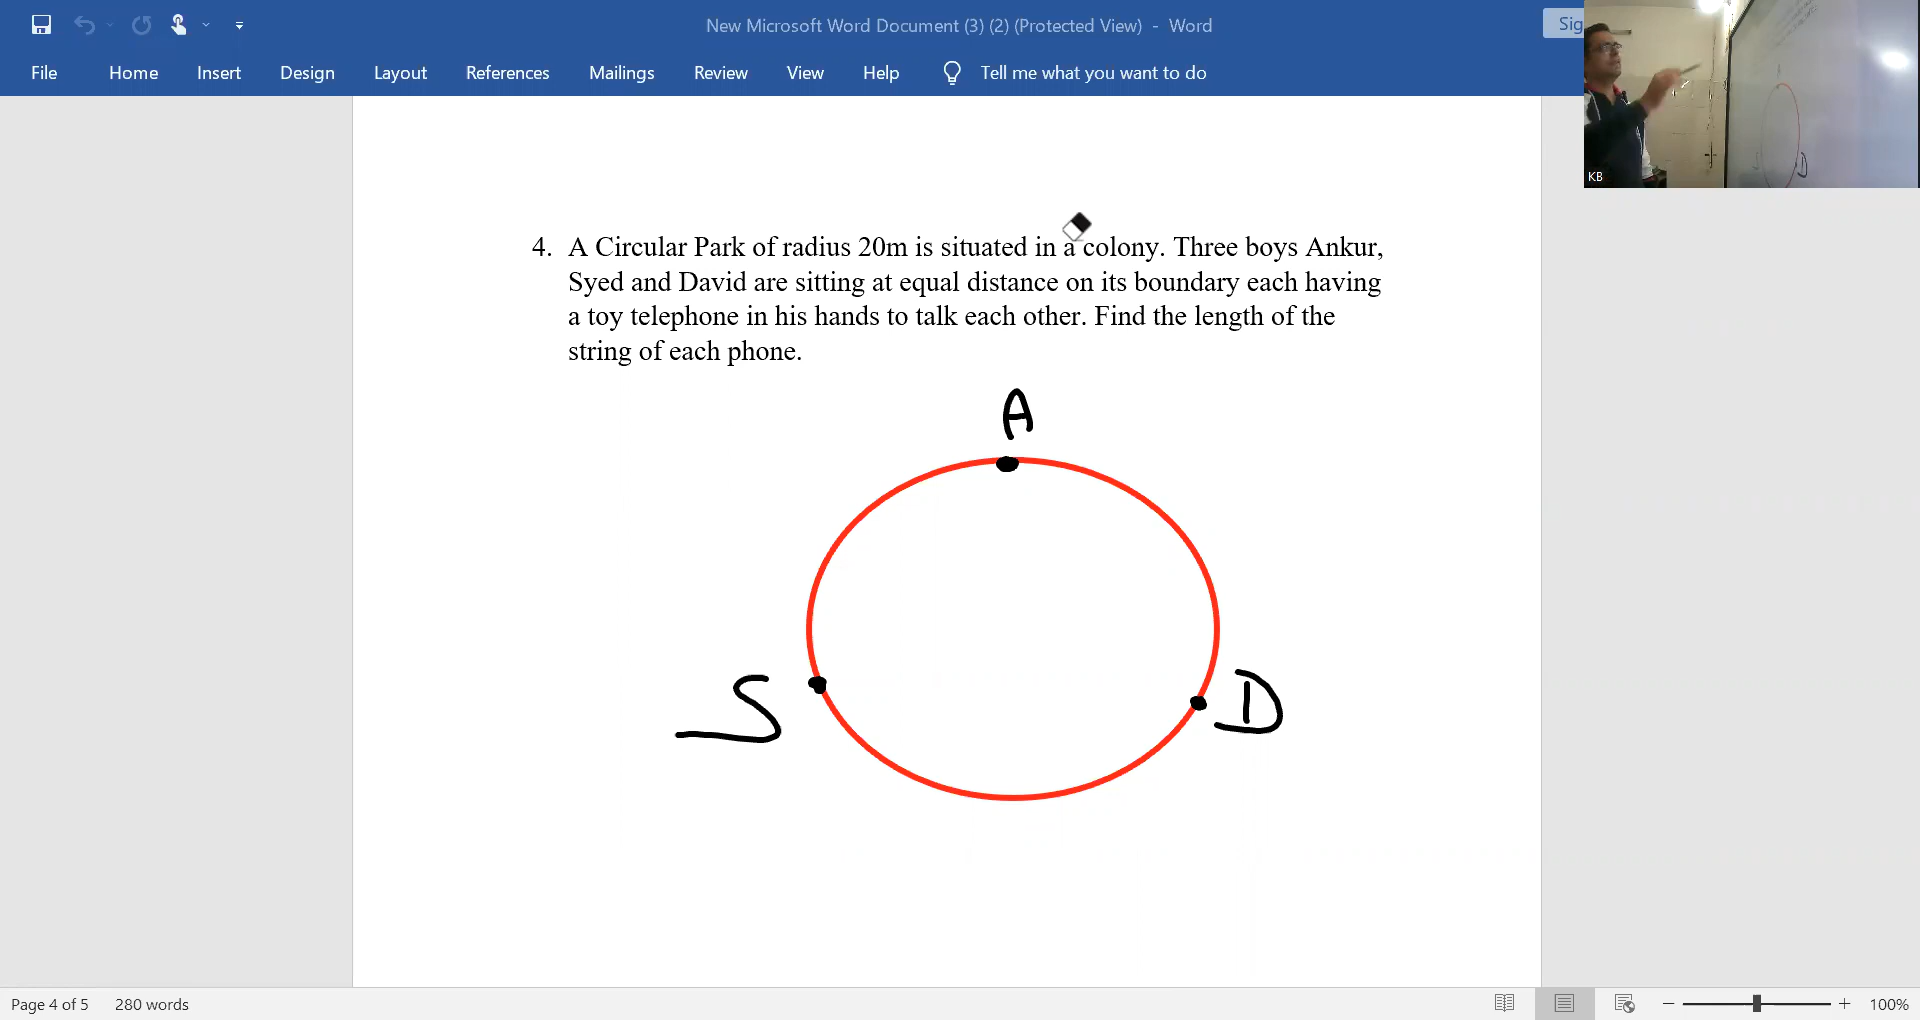 New Microsoft Word Document (3) (2) (Protected View) - Word
Sig
File Home Insert Design Layout References Mailings Review View Help Tell me what you want to do
KB
D
4. A Circular Park of radius 20m is situated in a colony. Three boys Ankur,
Syed and David are sitting at equal distance on its boundary each having
a toy telephone in his hands to talk each other. Find the length of the
string of each phone.
A
S
D
Page 4 of 5 280 words
100%